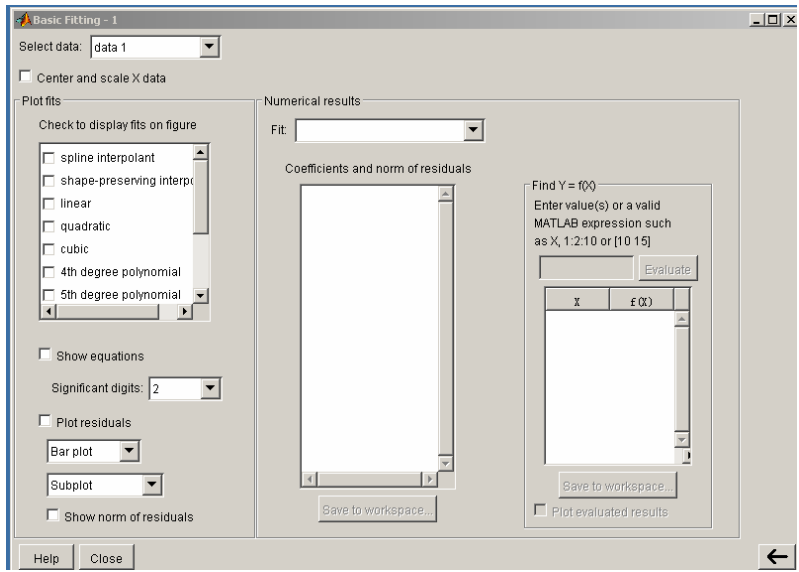 Basic Fitting - 1
Select data: data 1
Center and scale X data
Plot fits
Check to display fits on figure
spline interpolant
shape-preserving interpo
linear
quadratic
cubic
4th degree polynomial
5th degree polynomial
Show equations
Significant digits: 2
Plot residuals
Bar plot
Subplot
Show norm of residuals
Numerical results
Fit:
Coefficients and norm of residuals
Save to workspace...
Find Y = f(X)
Enter value(s) or a valid
MATLAB expression such
as X, 1:2:10 or [10 15]
Evaluate
X f(X)
Save to workspace...
Plot evaluated results
Help Close